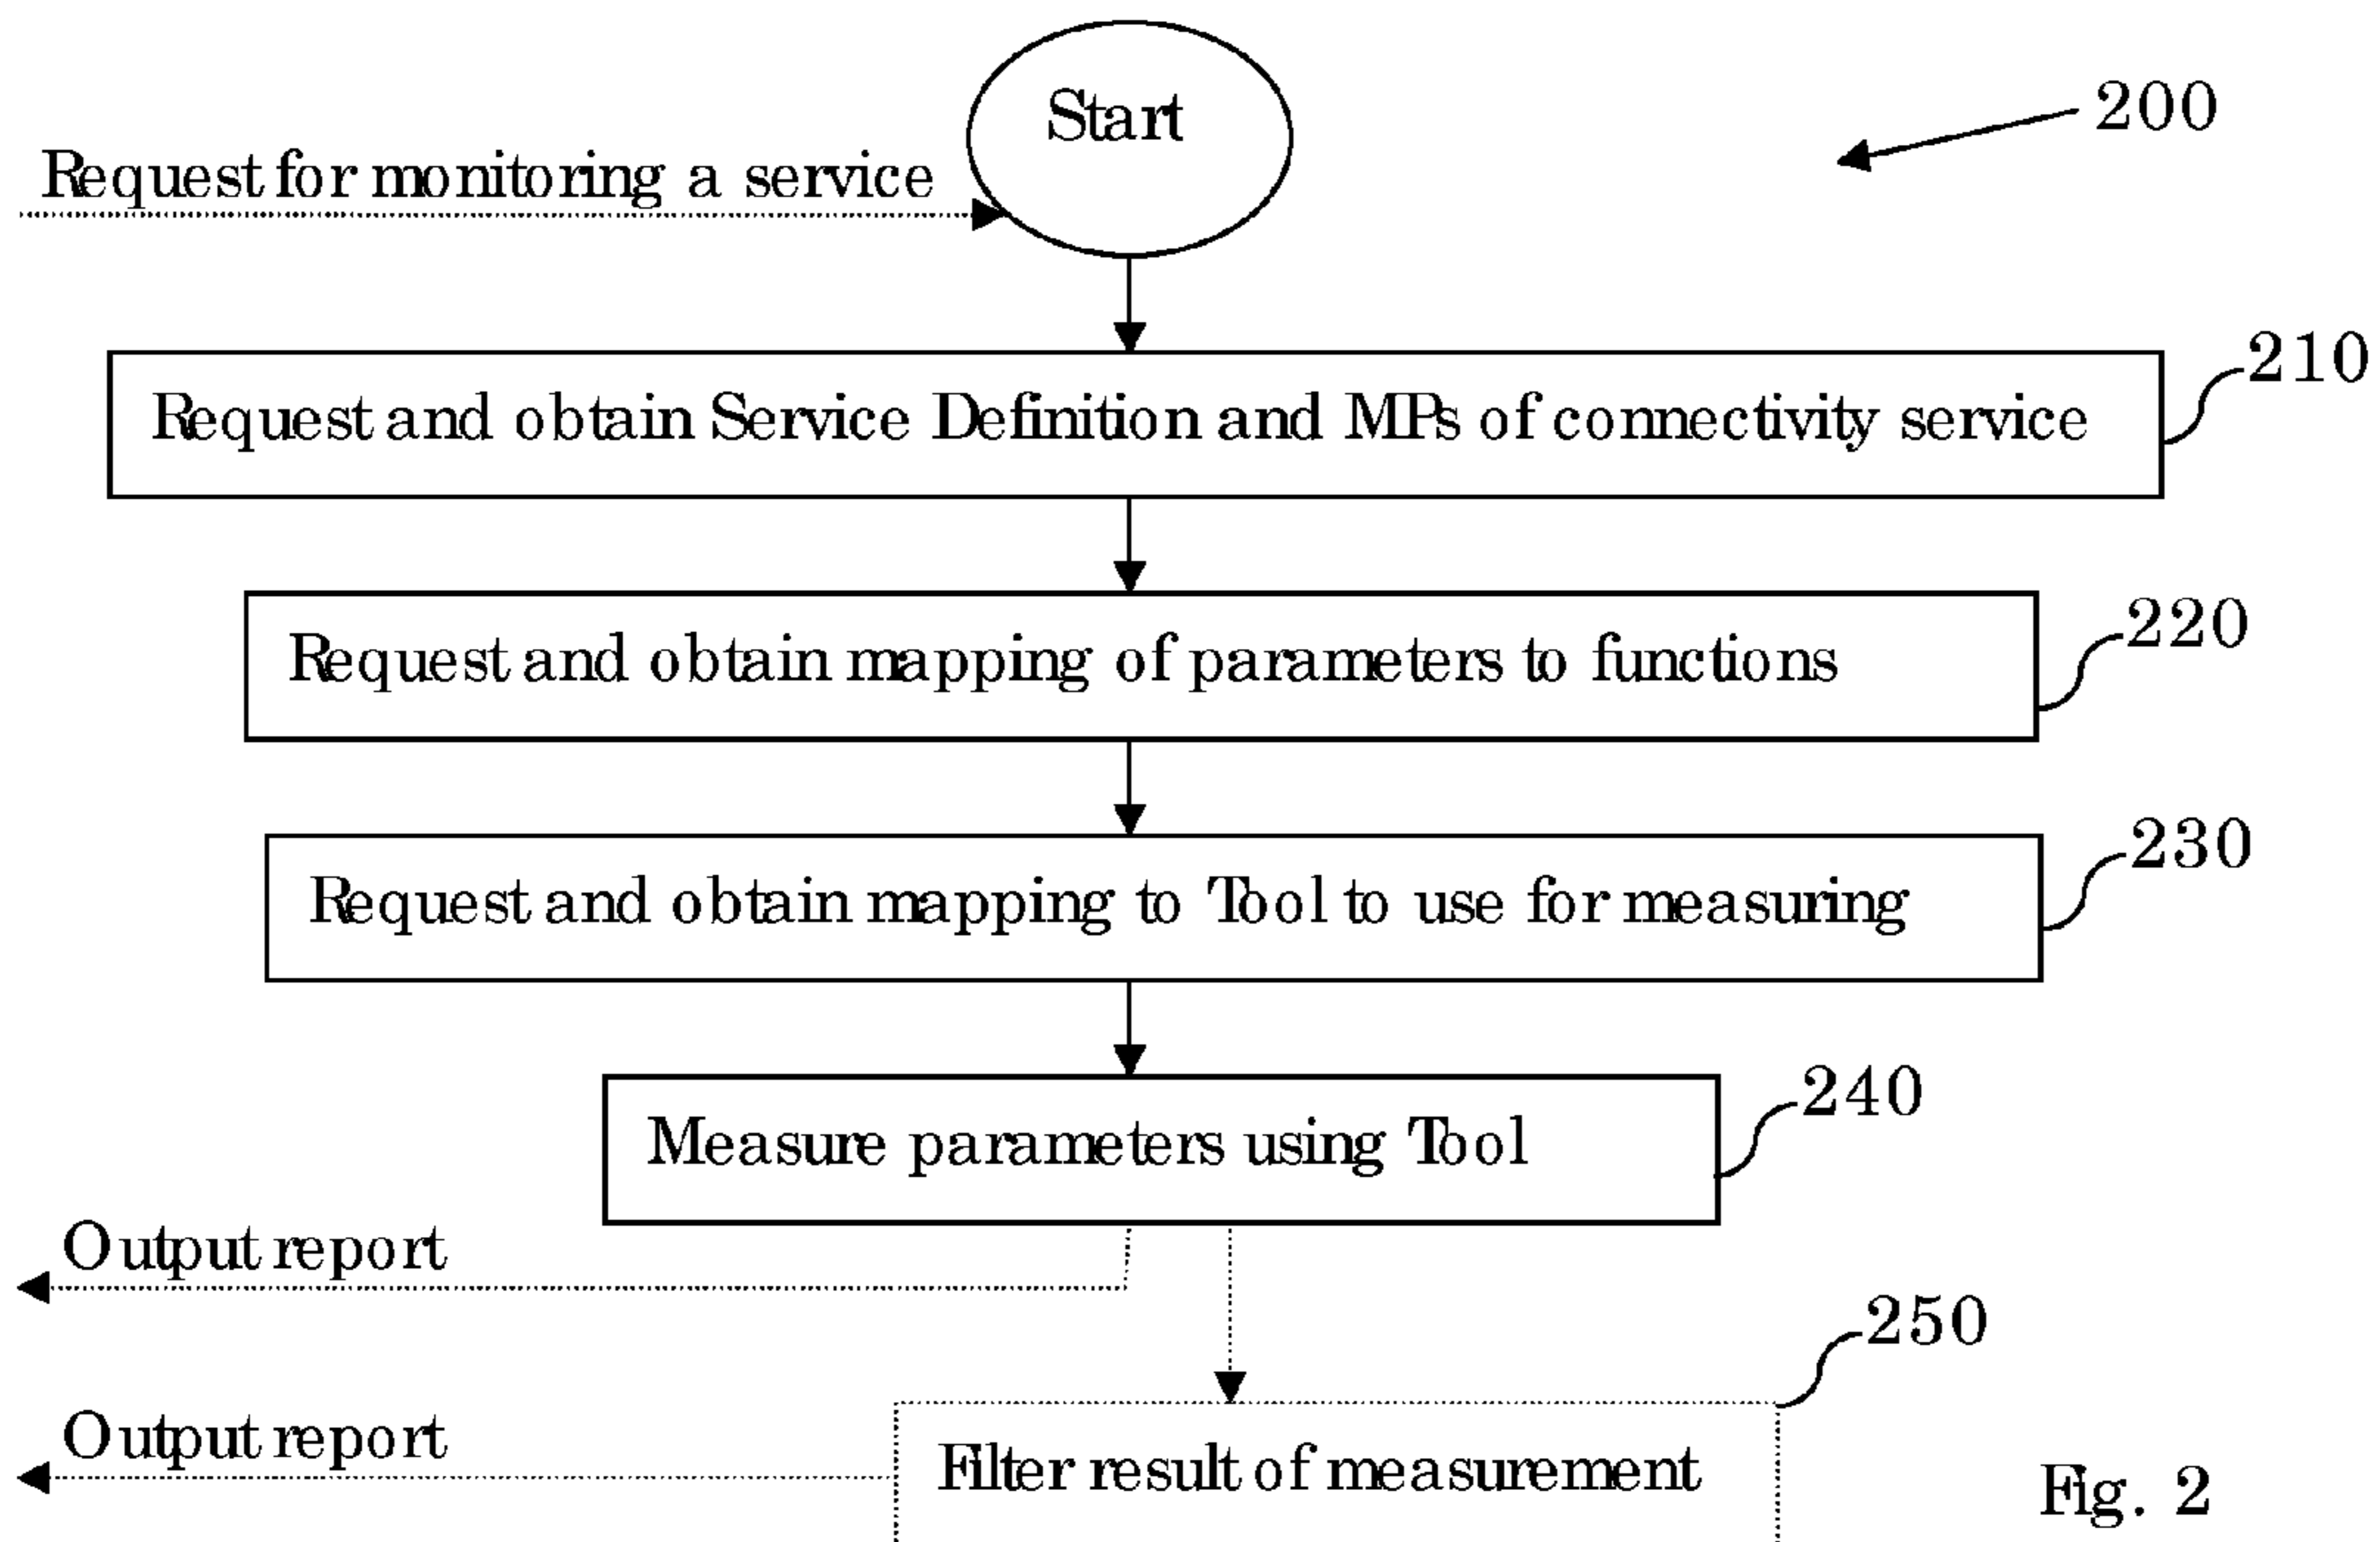 Start
200
Request for monitoring a service
210
Request and obtain Service Definition and MPs of connectivity service
220
Request and obtain mapping of parameters to functions
230
Request and obtain mapping to Tool to use for measuring
240
Measure parameters using Tool
Output report
250
Output report
Filter result of measurement
Fig. 2